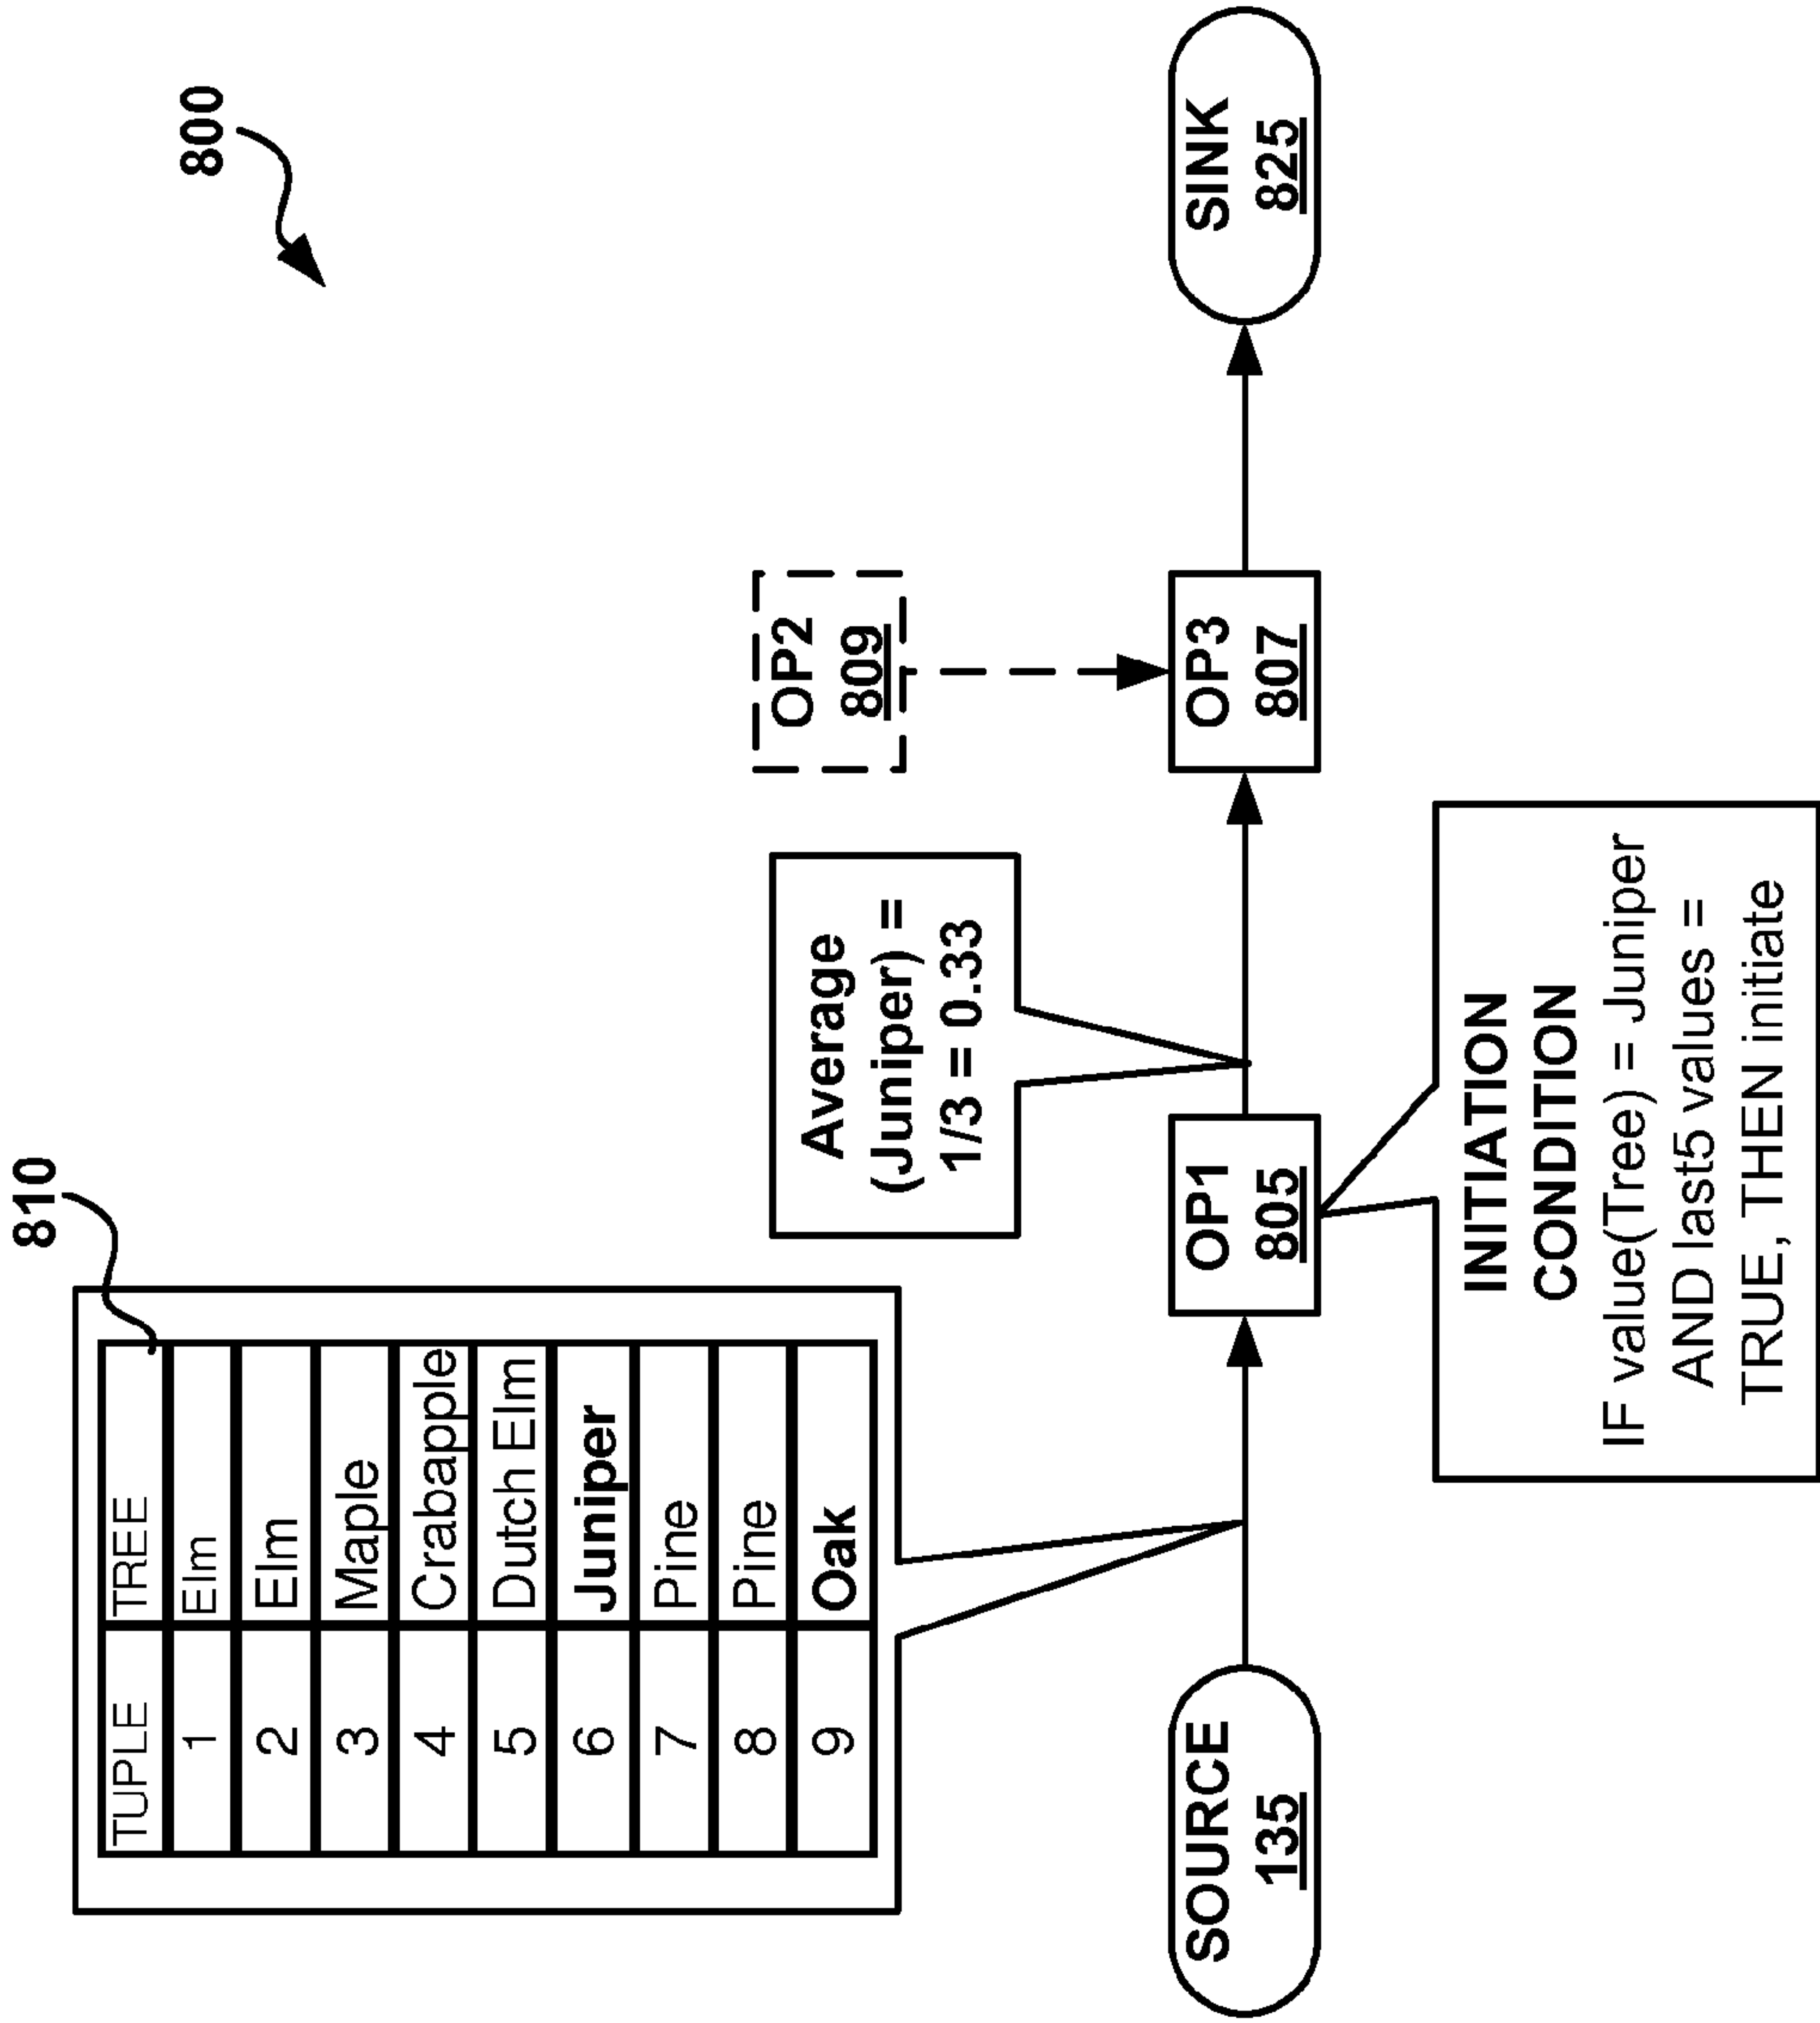 800
810
TUPLE TREE
1 Elm
2 Elm
3 Maple
4 Crabapple
5 Dutch Elm
6 Juniper
7 Pine
8 Pine
9 Oak
Average
(Juniper) =
1/3 = 0.33
OP2
809
SOURCE
135
OP1
805
OP3
807
SINK
825
INITIATION
CONDITION
IF value(Tree) = Juniper
AND last5 values =
TRUE, THEN initiate